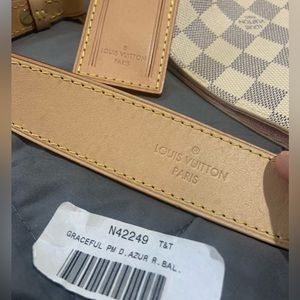 LOUIS VUITTON
PARIS
LOUIS VUITTON
PARIS
N42249 T&T
GRACEFUL PM D.AZUR R.BAL.